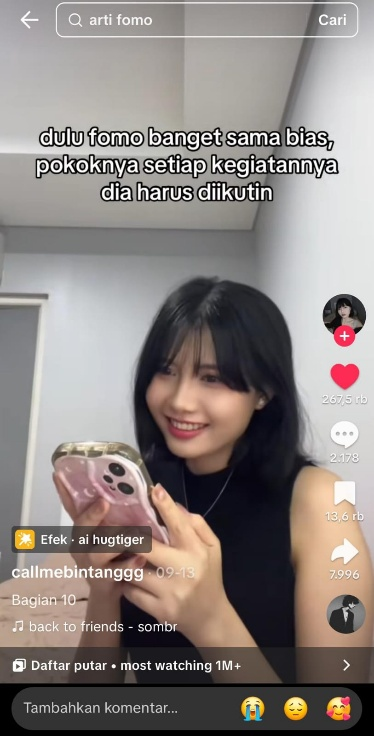 arti fomo
Cari
dulu fomo banget sama bias,
pokoknya setiap kegiatannya
dia harus diikutin
267,5 rb
2.178
13,6 rb
7.996
Efek · ai hugtiger
callmebintanggg · 09-13
Bagian 10
back to friends - sombr
Daftar putar • most watching 1M+
Tambahkan komentar...